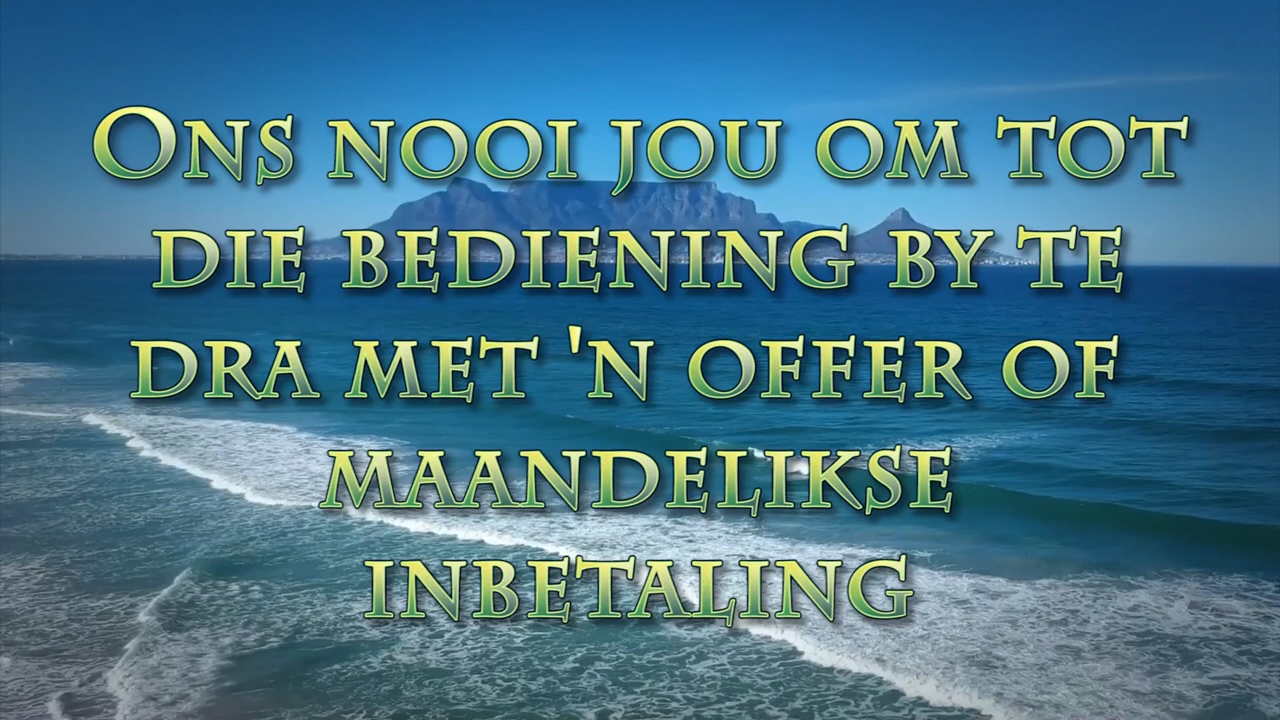 Ons nooi jou om tot
die bediening by te
dra met 'n offer of
maandelikse
inbetaling